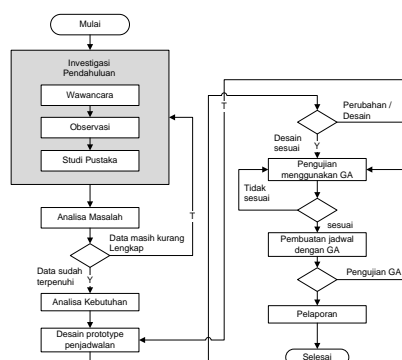 Mulai
Investigasi
Pendahuluan
Wawancara
Observasi
Studi Pustaka
Analisa Masalah
T
Data masih kurang
Lengkap
Data sudah
terpenuhi
Y
Analisa Kebutuhan
Desain prototype
penjadwalan
T
Perubahan /
Desain
Desain
sesuai
Y
Pengujian
menggunakan GA
Tidak
sesuai
sesuai
Pembuatan jadwal
dengan GA
Pengujian GA
Pelaporan
Selesai